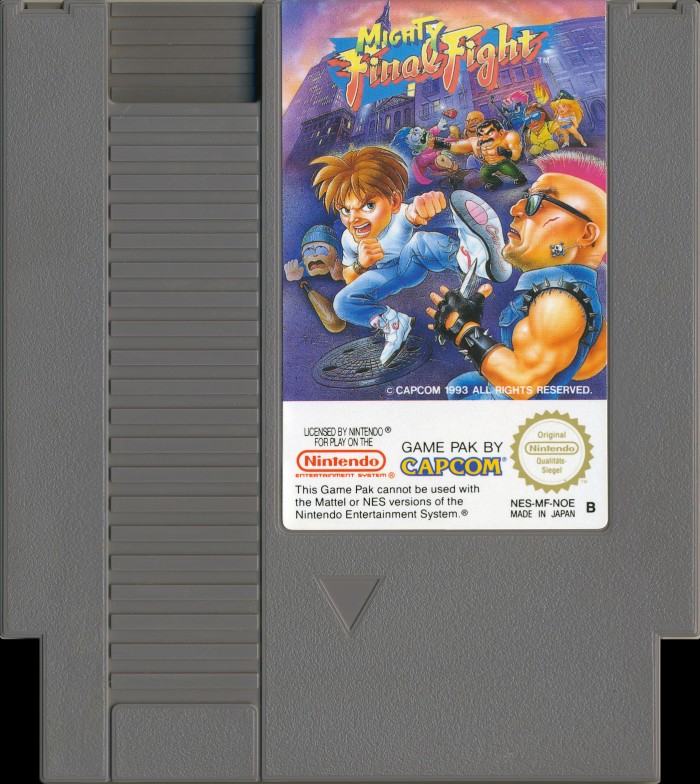 MIGHTY
Final Fight™
© CAPCOM 1993 ALL RIGHTS RESERVED.
LICENSED BY NINTENDO®
FOR PLAY ON THE
Nintendo
ENTERTAINMENT SYSTEM®
GAME PAK BY
CAPCOM®
Original
Nintendo
Qualitäts-
Siegel
™
This Game Pak cannot be used with
the Mattel or NES versions of the
Nintendo Entertainment System.®
NES-MF-NOE
MADE IN JAPAN
B